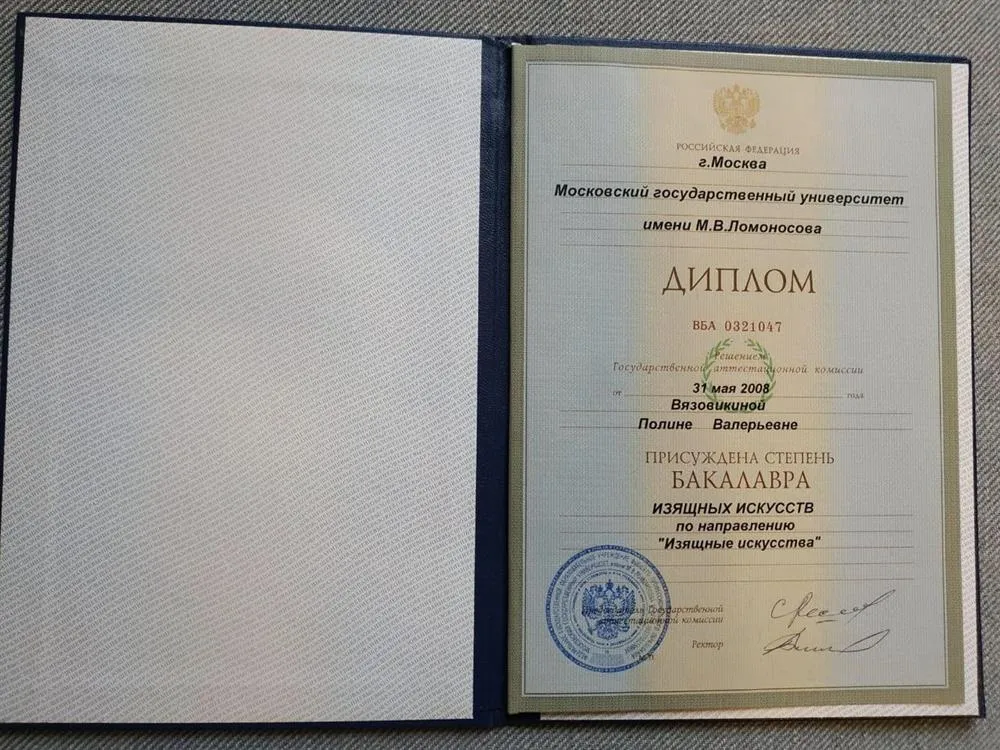 РОССИЙСКАЯ ФЕДЕРАЦИЯ
г.Москва
Московский государственный университет
имени М.В.Ломоносова
ДИПЛОМ
ВБА 0321047
Решением
Государственной аттестационной комиссии
от 31 мая 2008 года
Вязовикиной
Полине Валерьевне
ПРИСУЖДЕНА СТЕПЕНЬ
БАКАЛАВРА
ИЗЯЩНЫХ ИСКУССТВ
по направлению
"Изящные искусства"
Председатель Государственной
аттестационной комиссии
Ректор